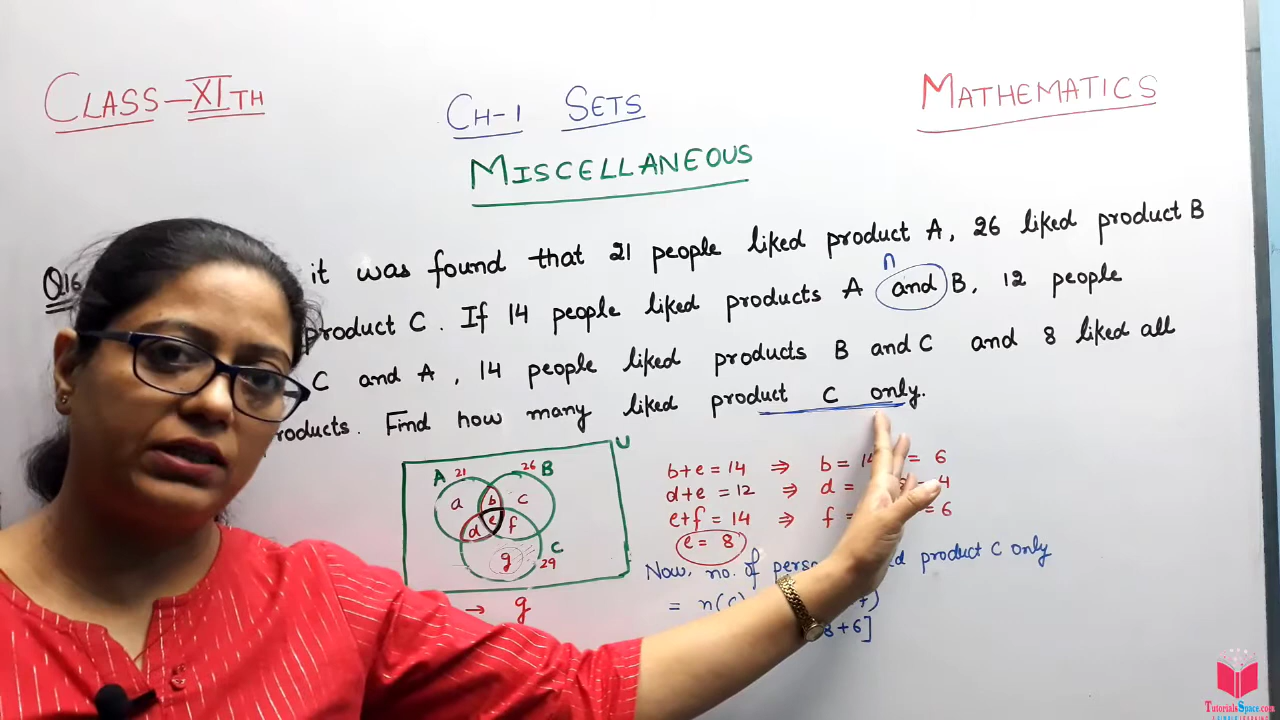 CLASS-XITH
CH-1 SETS
MATHEMATICS
MISCELLANEOUS
Q16 it was found that 21 people liked product A, 26 liked product B
product C. If 14 people liked products A and B, 12 people
n
C and A, 14 people liked products B and C and 8 liked all
products. Find how many liked product C only.
U
A 21 26 B
a b c
d e f
g
C
29
→ g
b+e = 14 ⇒ b = 14 = 6
d+e = 12 ⇒ d = 4
e+f = 14 ⇒ f = = 6
e = 8
Now, no. of product C only
= n(C)
8+6]
TutorialsSpace.com